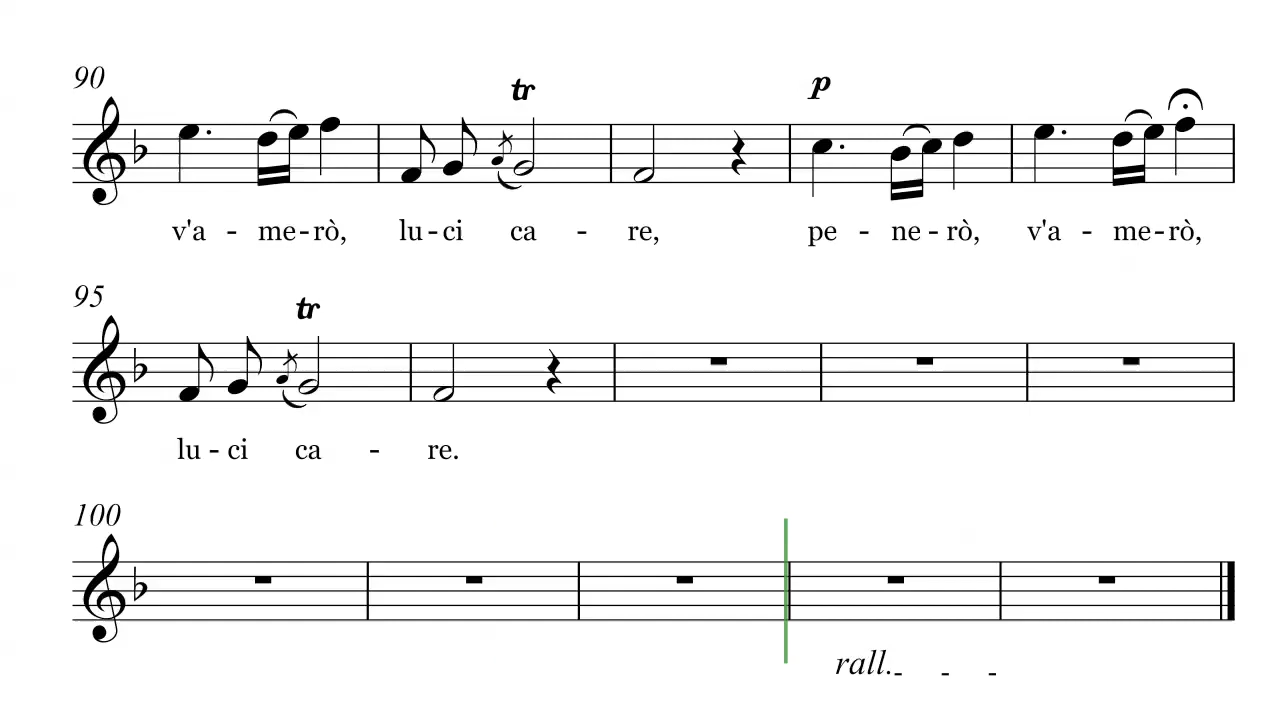 90
tr
p
v'a - me-rò, lu-ci ca - re, pe - ne-rò, v'a - me-rò,
95
tr
lu-ci ca - re.
100
rall.- - -